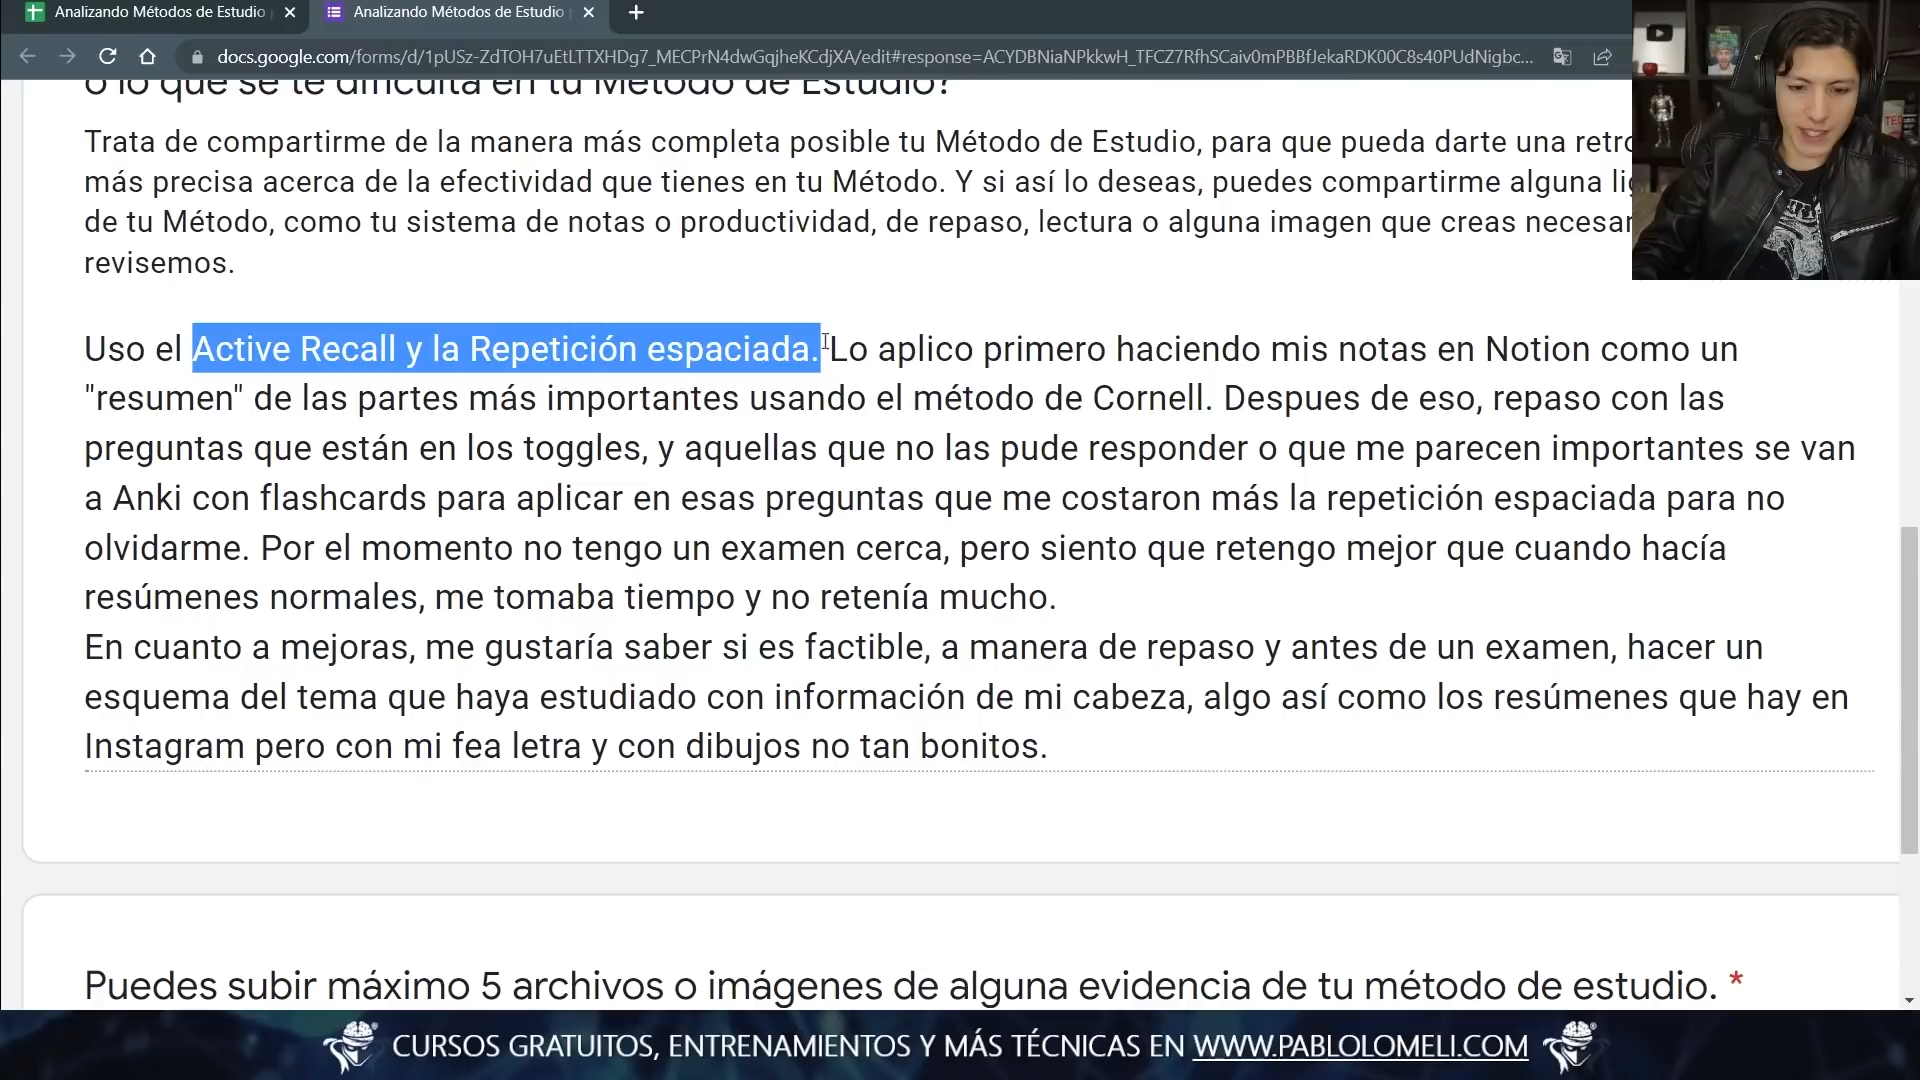 Analizando Métodos de Estudio
Analizando Métodos de Estudio
docs.google.com/forms/d/1pUSz-ZdTOH7uEtLTTXHDg7_MECPrN4dwGqjheKCdjXA/edit#response=ACYDBNiaNPkkwH_TFCZ7RfhSCaiv0mPBBfJekaRDK00C8s40PUdNigbc...
o lo que se te dificulta en tu Método de Estudio?
Trata de compartirme de la manera más completa posible tu Método de Estudio, para que pueda darte una retro
más precisa acerca de la efectividad que tienes en tu Método. Y si así lo deseas, puedes compartirme alguna lig
de tu Método, como tu sistema de notas o productividad, de repaso, lectura o alguna imagen que creas necesar
revisemos.
Uso el Active Recall y la Repetición espaciada. Lo aplico primero haciendo mis notas en Notion como un
"resumen" de las partes más importantes usando el método de Cornell. Despues de eso, repaso con las
preguntas que están en los toggles, y aquellas que no las pude responder o que me parecen importantes se van
a Anki con flashcards para aplicar en esas preguntas que me costaron más la repetición espaciada para no
olvidarme. Por el momento no tengo un examen cerca, pero siento que retengo mejor que cuando hacía
resúmenes normales, me tomaba tiempo y no retenía mucho.
En cuanto a mejoras, me gustaría saber si es factible, a manera de repaso y antes de un examen, hacer un
esquema del tema que haya estudiado con información de mi cabeza, algo así como los resúmenes que hay en
Instagram pero con mi fea letra y con dibujos no tan bonitos.
Puedes subir máximo 5 archivos o imágenes de alguna evidencia de tu método de estudio. *
CURSOS GRATUITOS, ENTRENAMIENTOS Y MÁS TÉCNICAS EN WWW.PABLOLOMELI.COM